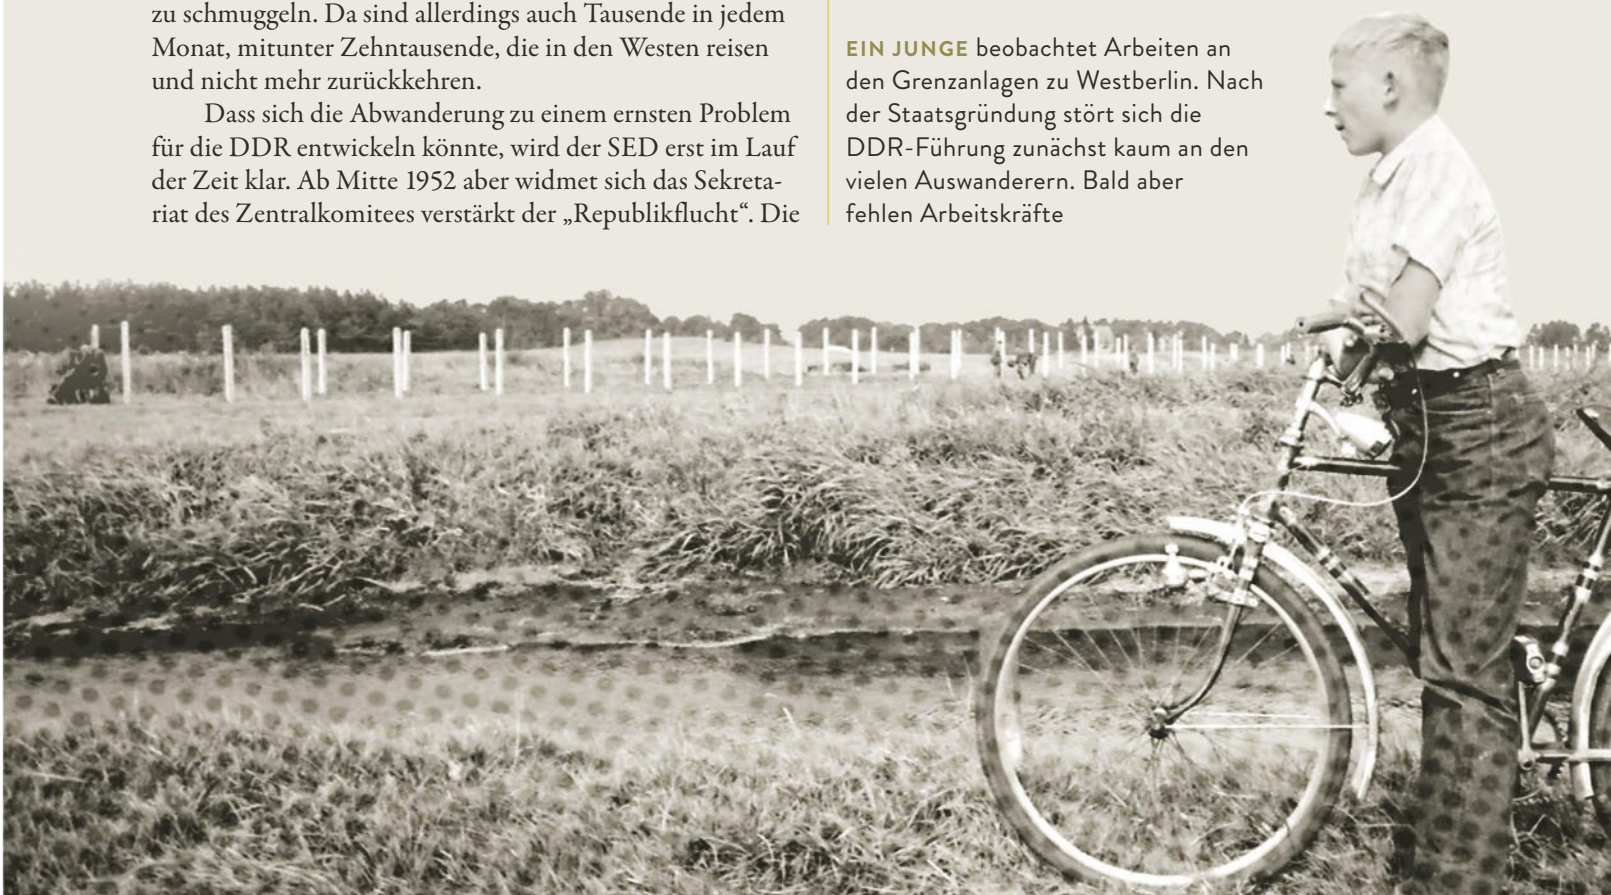 zu schmuggeln. Da sind allerdings auch Tausende in jedem
Monat, mitunter Zehntausende, die in den Westen reisen
und nicht mehr zurückkehren.
Dass sich die Abwanderung zu einem ernsten Problem
für die DDR entwickeln könnte, wird der SED erst im Lauf
der Zeit klar. Ab Mitte 1952 aber widmet sich das Sekreta-
riat des Zentralkomitees verstärkt der „Republikflucht“. Die
EIN JUNGE beobachtet Arbeiten an
den Grenzanlagen zu Westberlin. Nach
der Staatsgründung stört sich die
DDR-Führung zunächst kaum an den
vielen Auswanderern. Bald aber
fehlen Arbeitskräfte